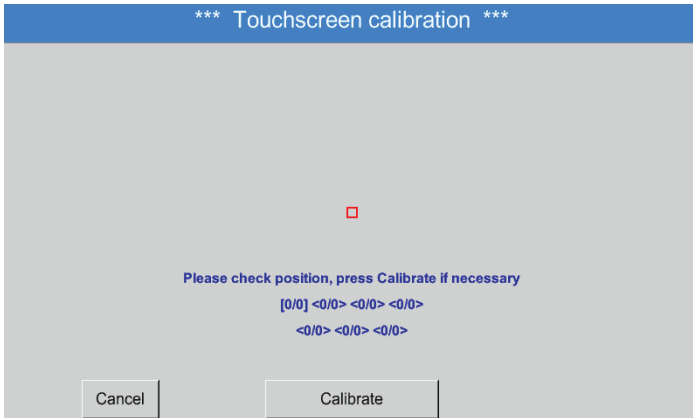 *** Touchscreen calibration ***
Please check position, press Calibrate if necessary
[0/0] <0/0> <0/0> <0/0>
<0/0> <0/0> <0/0>
Cancel Calibrate